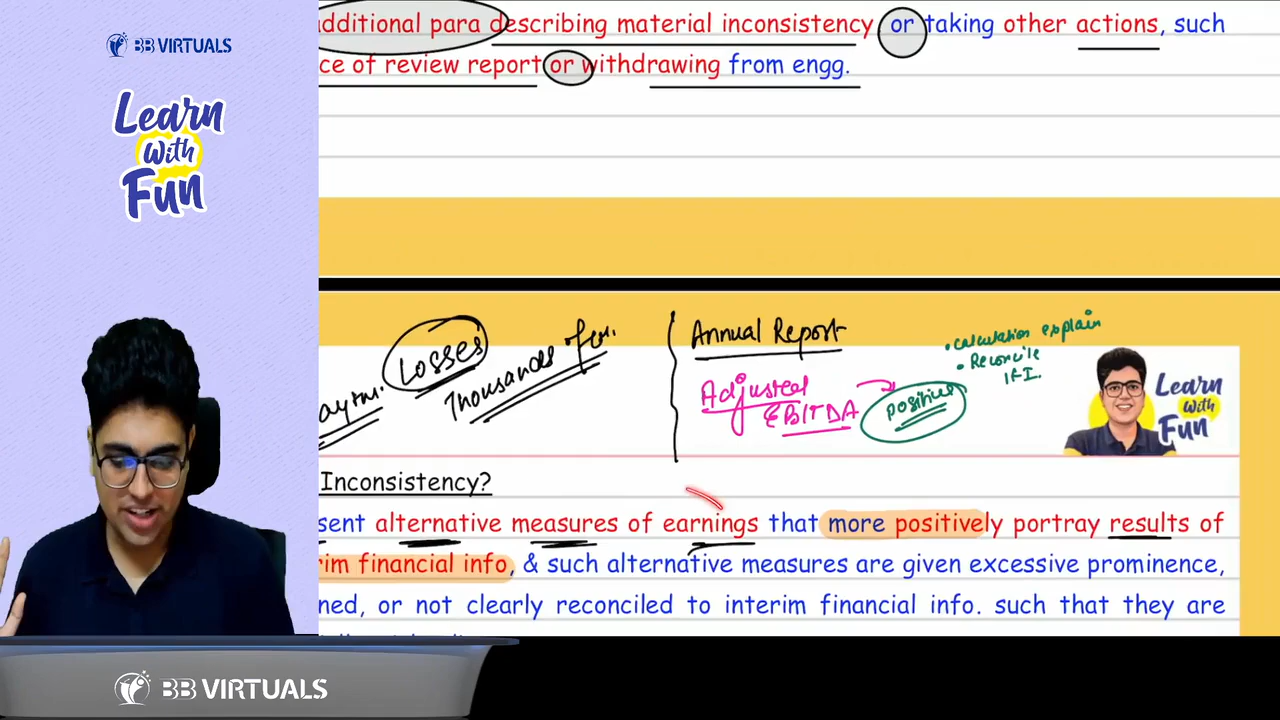 BB VIRTUALS
Learn
With
Fun
additional para describing material inconsistency or taking other actions, such
ce of review report or withdrawing from engg.
Losses
Thousands of cr.
Annual Report
Adjusted
EBITDA
positive
• calculation explain
• Reconcile
I.F.I.
Learn
With
Fun
Inconsistency?
sent alternative measures of earnings that more positively portray results of
rim financial info, & such alternative measures are given excessive prominence,
ned, or not clearly reconciled to interim financial info. such that they are
BB VIRTUALS